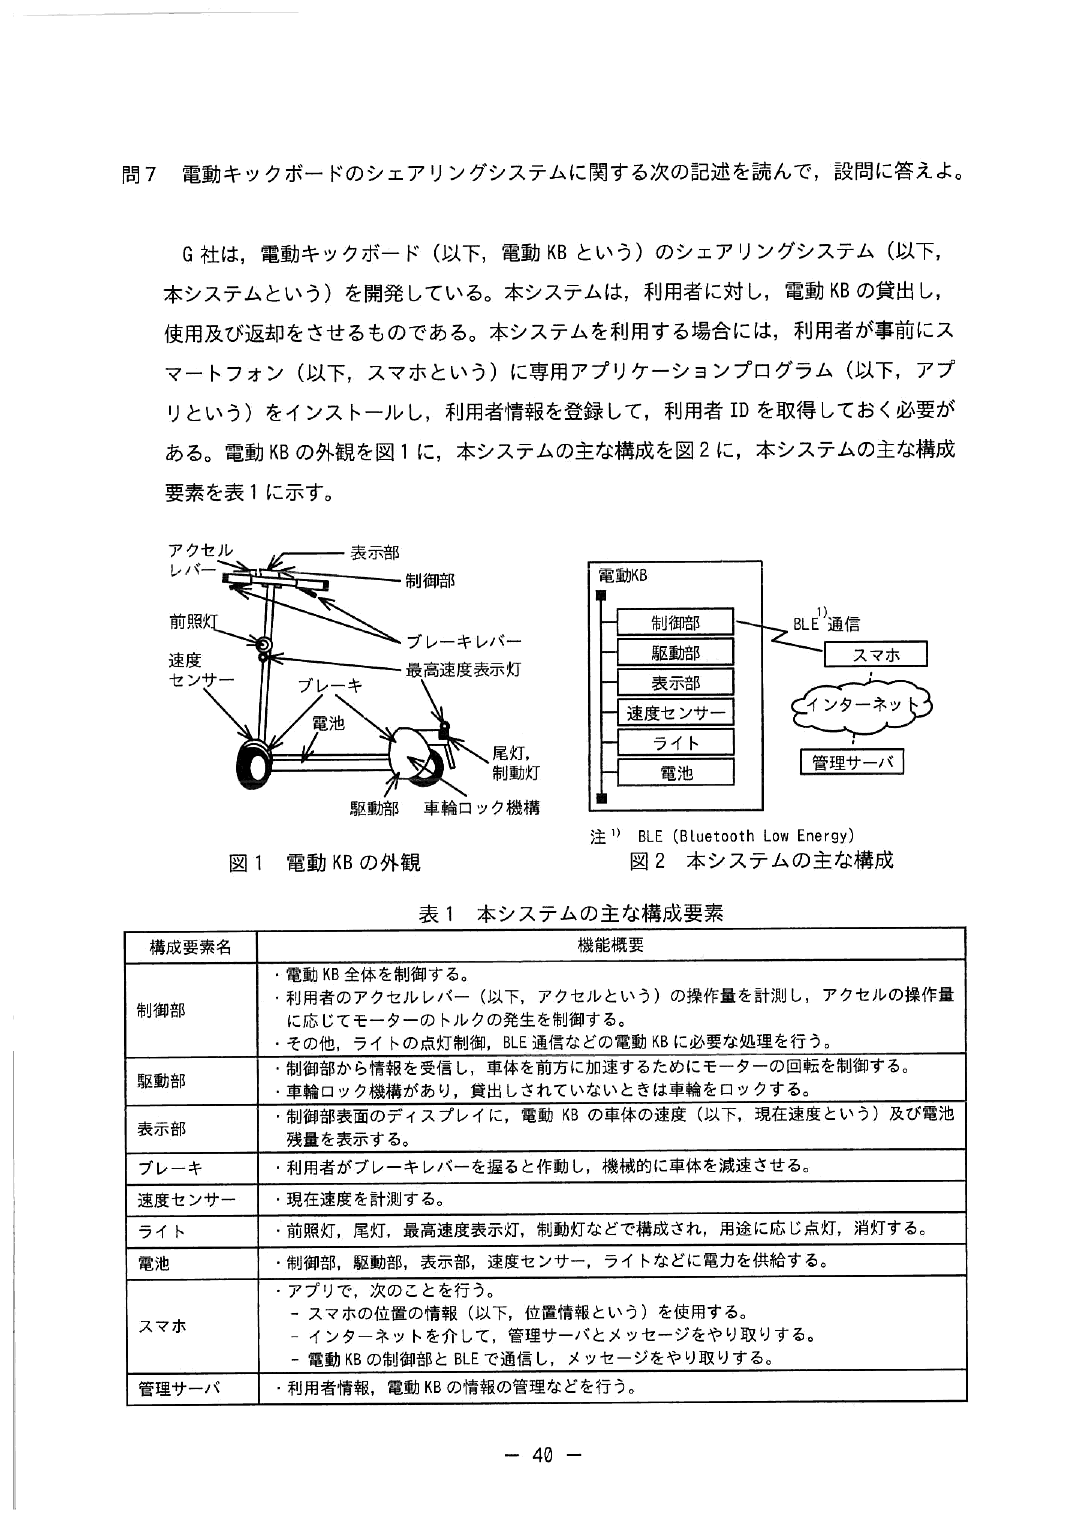 問7　電動キックボードのシェアリングシステムに関する次の記述を読んで，設問に答えよ。
G社は，電動キックボード（以下，電動KBという）のシェアリングシステム（以下，
本システムという）を開発している。本システムは，利用者に対し，電動KBの貸出し，
使用及び返却をさせるものである。本システムを利用する場合には，利用者が事前にス
マートフォン（以下，スマホという）に専用アプリケーションプログラム（以下，アプ
リという）をインストールし，利用者情報を登録して，利用者IDを取得しておく必要が
ある。電動KBの外観を図1に，本システムの主な構成を図2に，本システムの主な構成
要素を表1に示す。
アクセル
レバー
表示部
制御部
前照灯
ブレーキレバー
速度
センサー
最高速度表示灯
ブレーキ
電池
尾灯，
制動灯
駆動部
車輪ロック機構
図1　電動KBの外観
電動KB
制御部
駆動部
表示部
速度センサー
ライト
電池
BLE1)通信
スマホ
インターネット
管理サーバ
注1)　BLE (Bluetooth Low Energy)
図2　本システムの主な構成
表1　本システムの主な構成要素
構成要素名　機能概要
制御部
・電動KB全体を制御する。
・利用者のアクセルレバー（以下，アクセルという）の操作量を計測し，アクセルの操作量
に応じてモーターのトルクの発生を制御する。
・その他，ライトの点灯制御，BLE通信などの電動KBに必要な処理を行う。
駆動部
・制御部から情報を受信し，車体を前方に加速するためにモーターの回転を制御する。
・車輪ロック機構があり，貸出しされていないときは車輪をロックする。
表示部
・制御部表面のディスプレイに，電動KBの車体の速度（以下，現在速度という）及び電池
残量を表示する。
ブレーキ　・利用者がブレーキレバーを握ると作動し，機械的に車体を減速させる。
速度センサー　・現在速度を計測する。
ライト　・前照灯，尾灯，最高速度表示灯，制動灯などで構成され，用途に応じ点灯，消灯する。
電池　・制御部，駆動部，表示部，速度センサー，ライトなどに電力を供給する。
スマホ
・アプリで，次のことを行う。
− スマホの位置の情報（以下，位置情報という）を使用する。
− インターネットを介して，管理サーバとメッセージをやり取りする。
− 電動KBの制御部とBLEで通信し，メッセージをやり取りする。
管理サーバ　・利用者情報，電動KBの情報の管理などを行う。
− 40 −